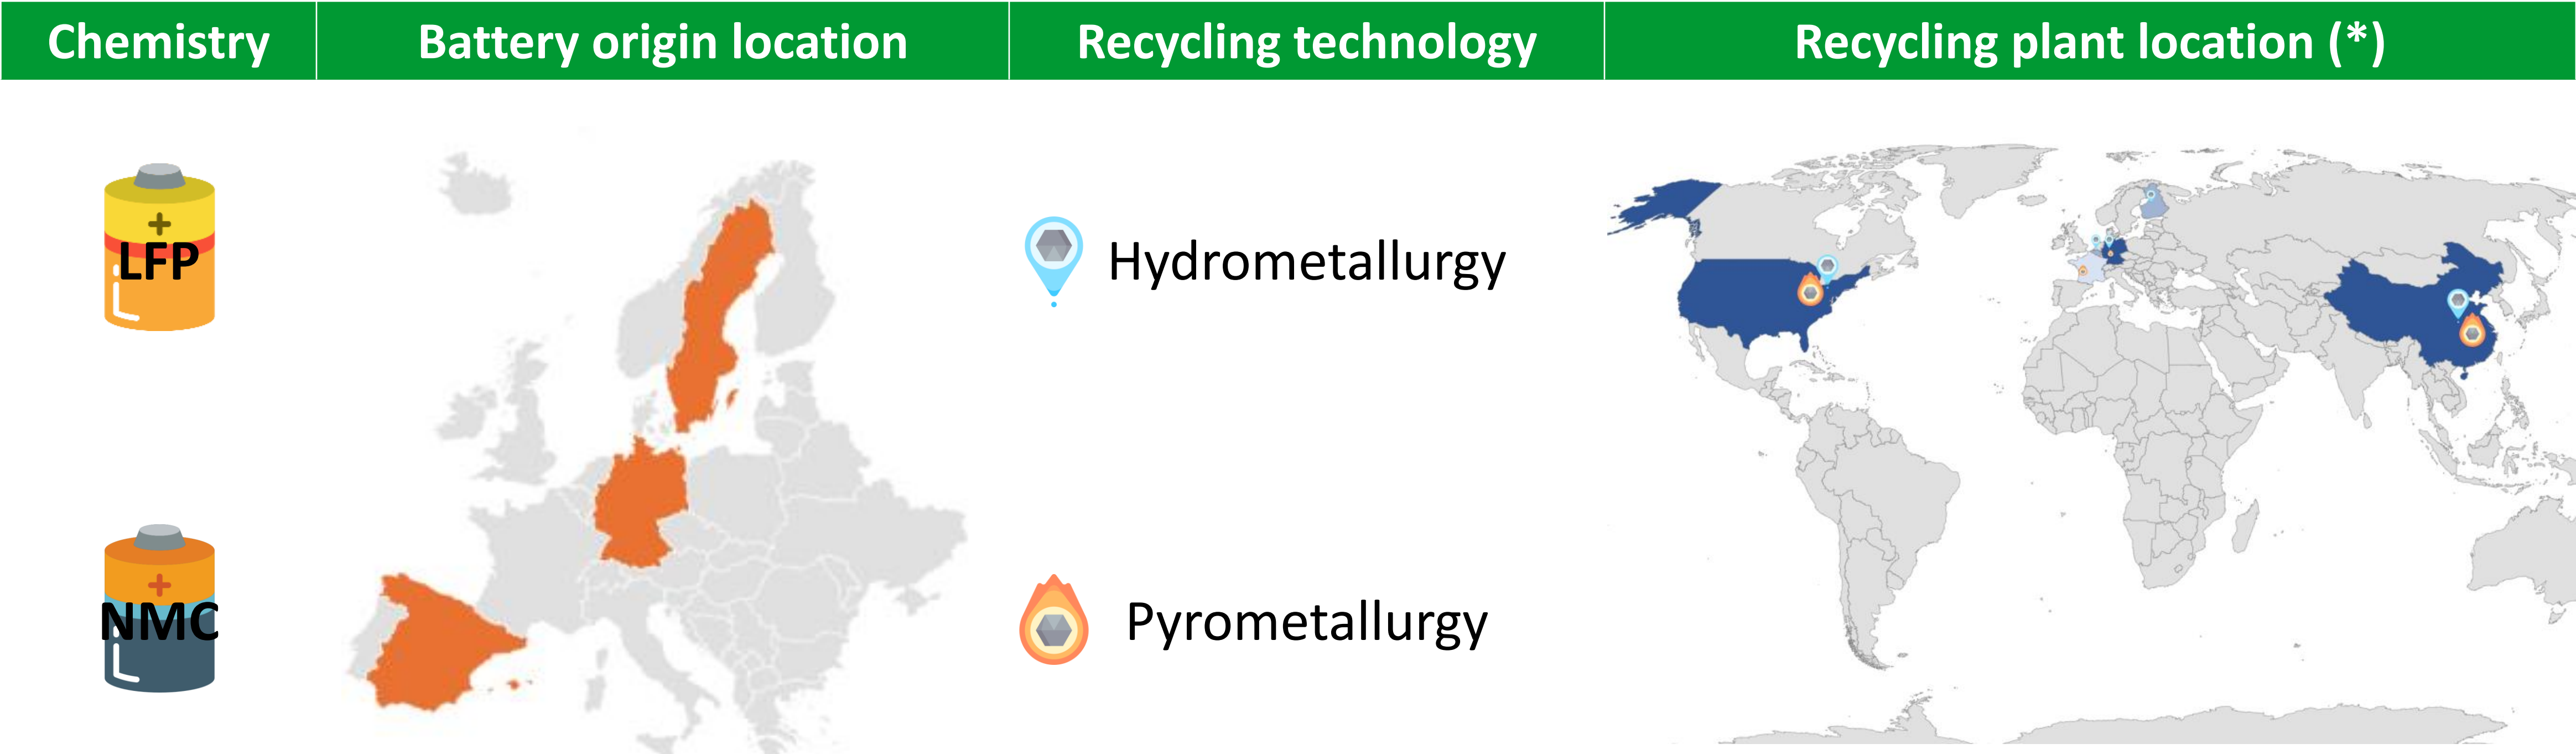 Chemistry
Battery origin location
Recycling technology
Recycling plant location (*)
+
LFP
Hydrometallurgy
+
NMC
Pyrometallurgy